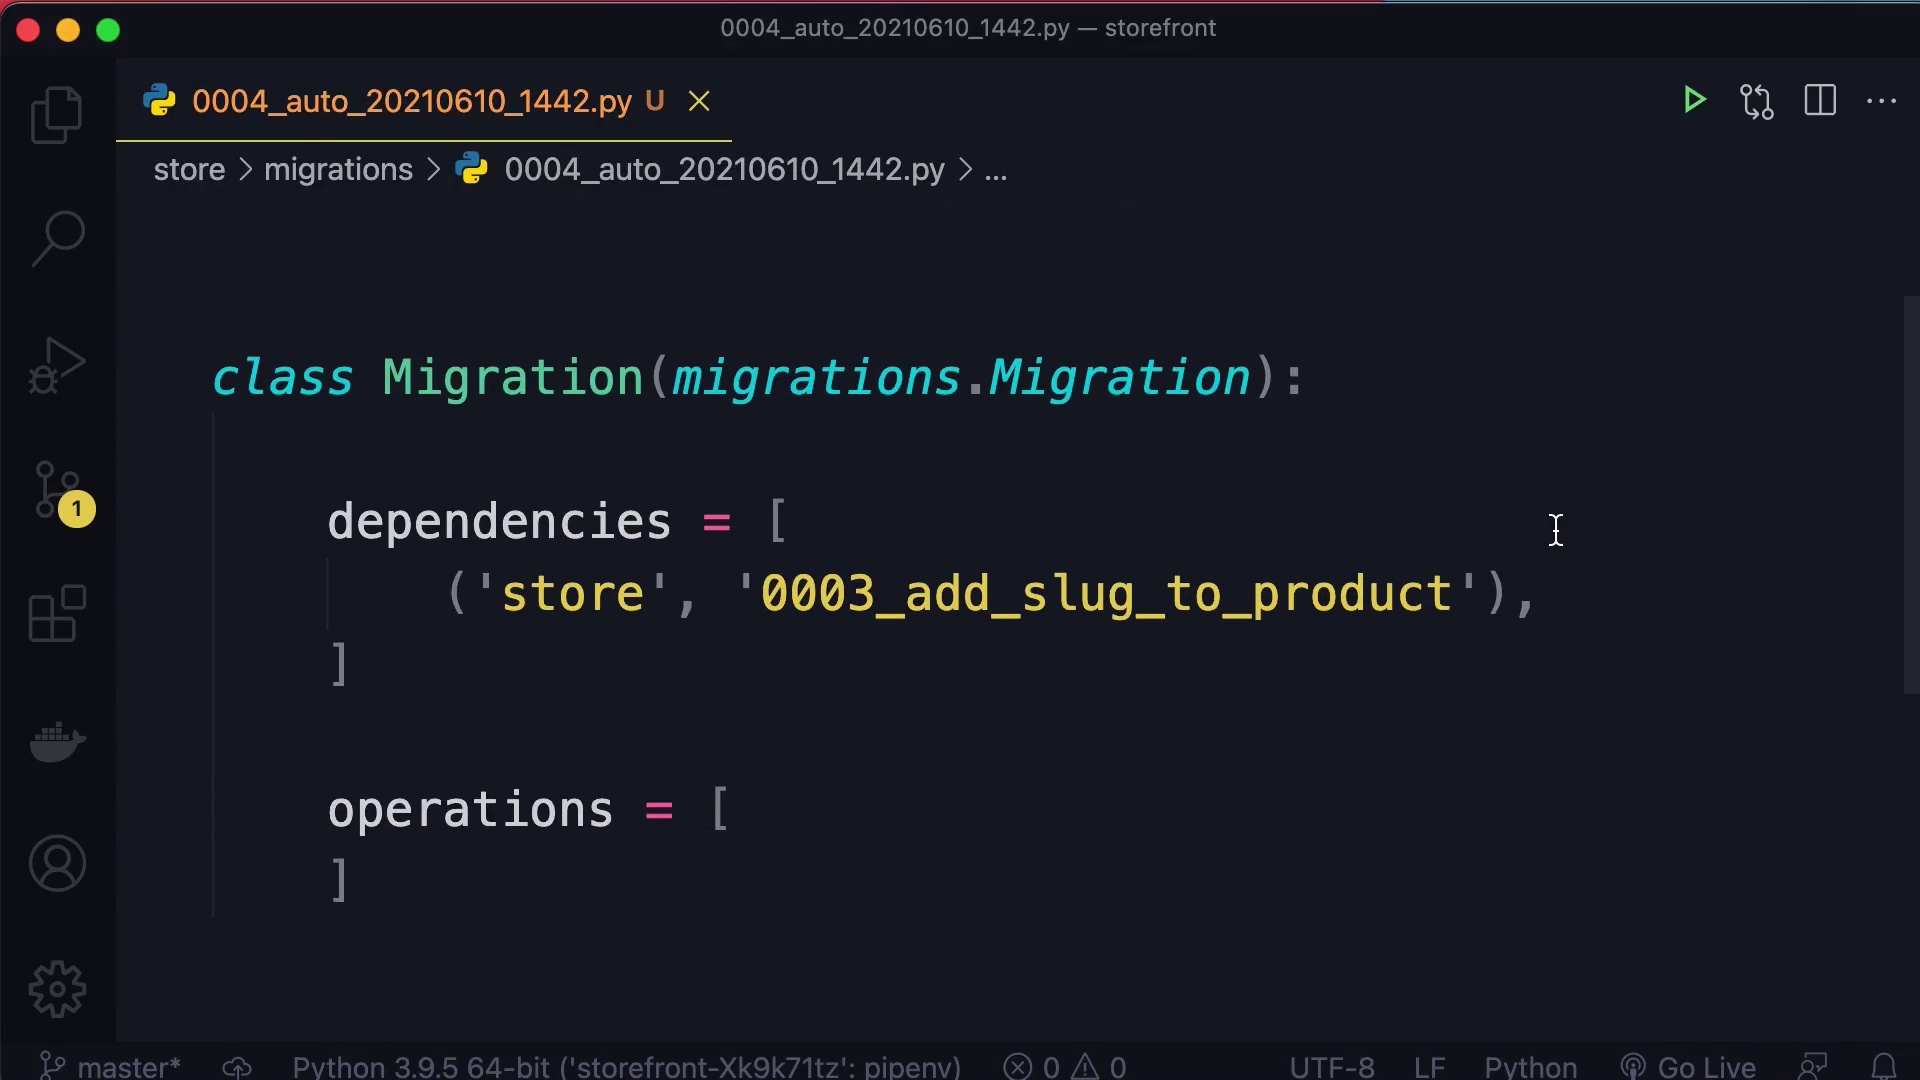 0004_auto_20210610_1442.py — storefront
0004_auto_20210610_1442.py U
store > migrations > 0004_auto_20210610_1442.py > ...
class Migration(migrations.Migration):
dependencies = [
('store', '0003_add_slug_to_product'),
]
operations = [
]
1
master* Python 3.9.5 64-bit ('storefront-Xk9k71tz': pipenv) 0 0 UTF-8 LF Python Go Live